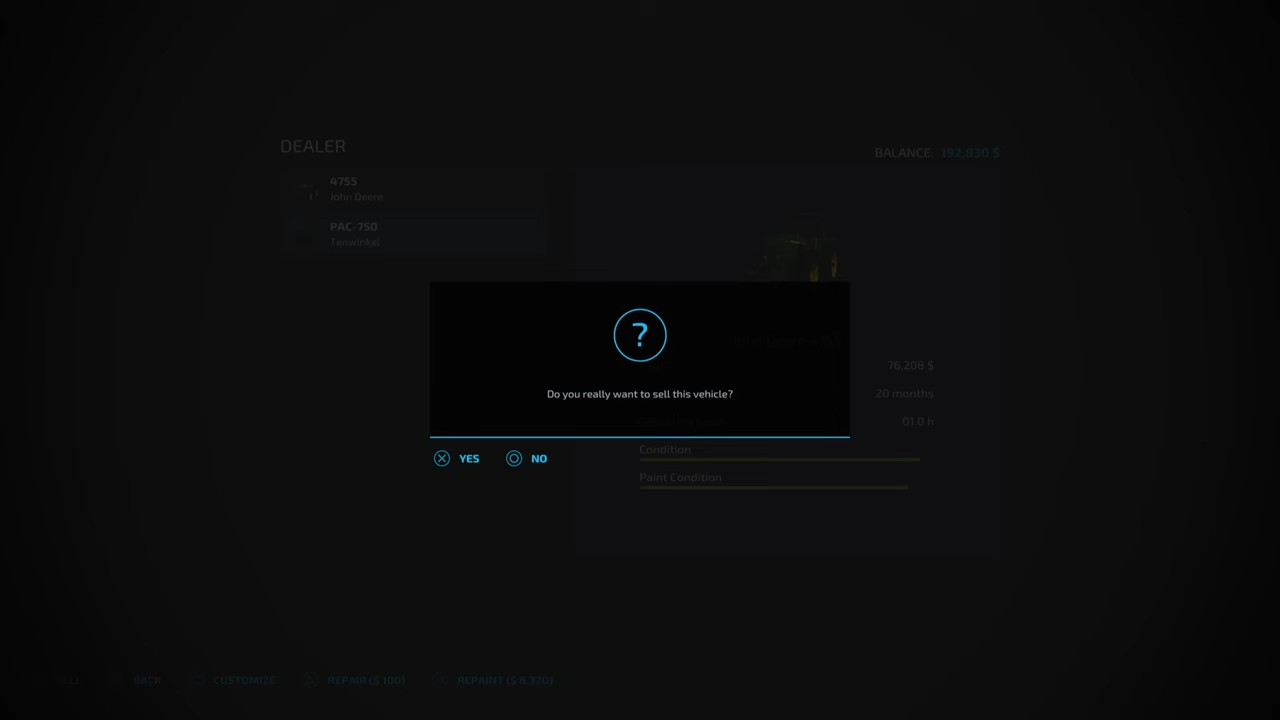 DEALER
BALANCE: 192,830 $
4755
John Deere
PAC-750
Tenwinkel
Do you really want to sell this vehicle?
76,208 $
20 months
01.0 h
YES
NO
Condition
Paint Condition
BACK
CUSTOMIZE
REPAIR ($ 100)
REPAINT ($ 6,320)